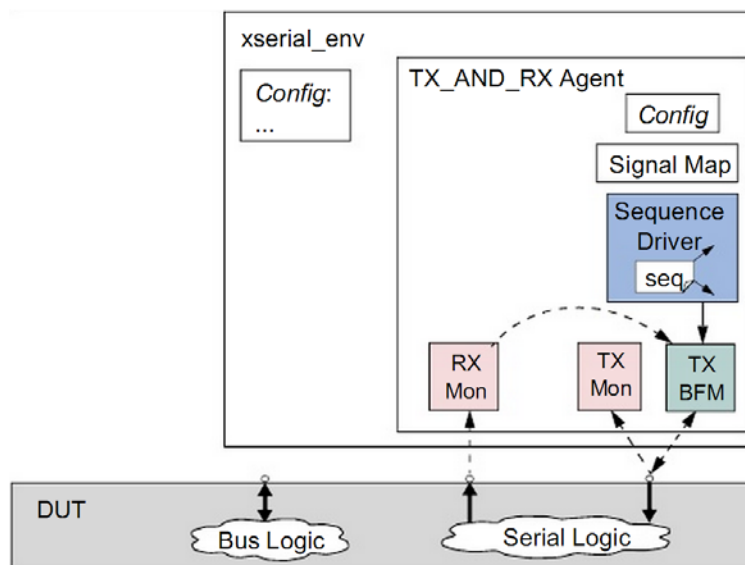 xserial_env
Config:
...
TX_AND_RX Agent
Config
Signal Map
Sequence
Driver
seq
RX
Mon
TX
Mon
TX
BFM
DUT
Bus Logic
Serial Logic